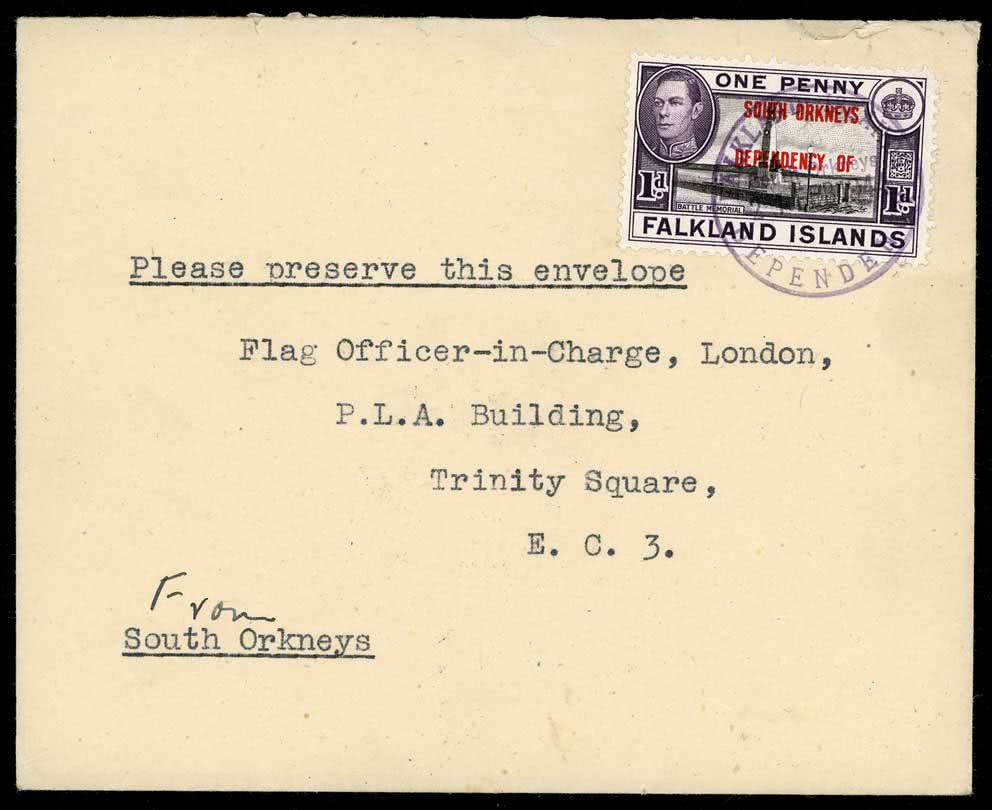 ONE PENNY
SOUTH ORKNEYS
DEPENDENCY OF
1d 1d
BATTLE MEMORIAL
FALKLAND ISLANDS
Please preserve this envelope
Flag Officer-in-Charge, London,
P.L.A. Building,
Trinity Square,
E. C. 3.
From
South Orkneys